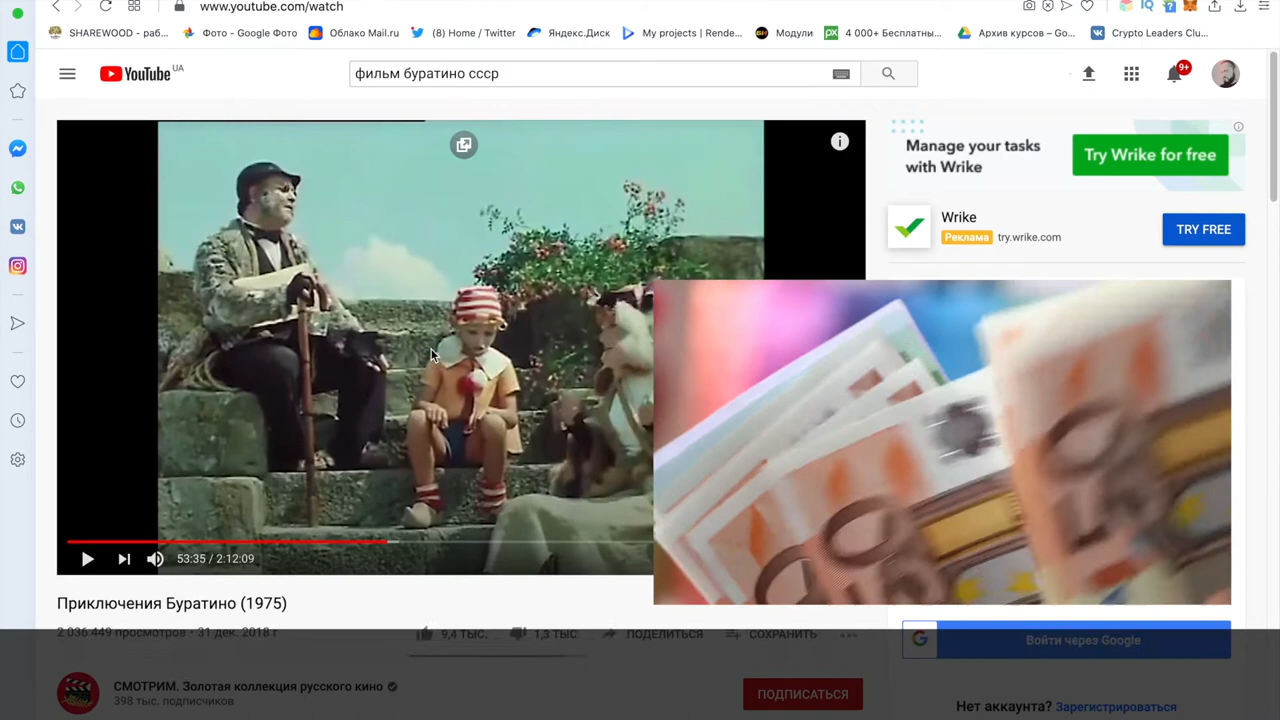 www.youtube.com/watch
SHAREWOOD - раб...
Фото - Google Фото
Облако Mail.ru
(8) Home / Twitter
Яндекс.Диск
My projects | Rende...
Модули
4 000+ Бесплатны...
Архив курсов – Go...
Crypto Leaders Clu...
YouTube UA
фильм буратино ссср
9+
Manage your tasks
with Wrike
Try Wrike for free
Wrike
Реклама try.wrike.com
TRY FREE
53:35 / 2:12:09
Приключения Буратино (1975)
2 036 449 просмотров • 31 дек. 2018 г.
9,4 ТЫС.
1,3 ТЫС.
ПОДЕЛИТЬСЯ
СОХРАНИТЬ
Войти через Google
СМОТРИМ. Золотая коллекция русского кино
398 тыс. подписчиков
ПОДПИСАТЬСЯ
Нет аккаунта? Зарегистрироваться